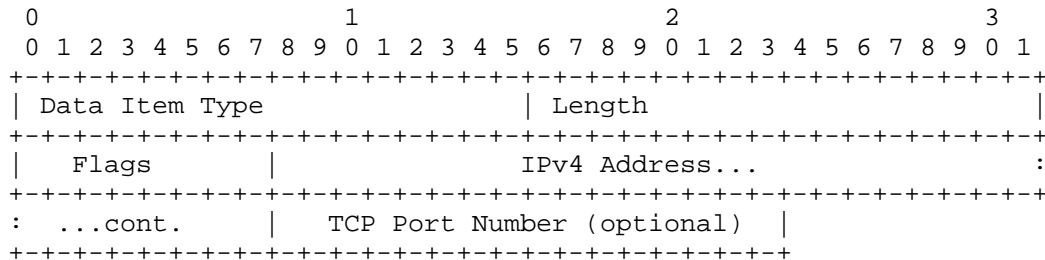 0                   1                   2                   3
 0 1 2 3 4 5 6 7 8 9 0 1 2 3 4 5 6 7 8 9 0 1 2 3 4 5 6 7 8 9 0 1
+-+-+-+-+-+-+-+-+-+-+-+-+-+-+-+-+-+-+-+-+-+-+-+-+-+-+-+-+-+-+-+-+
| Data Item Type                | Length                        |
+-+-+-+-+-+-+-+-+-+-+-+-+-+-+-+-+-+-+-+-+-+-+-+-+-+-+-+-+-+-+-+-+
|   Flags       |               IPv4 Address...                 :
+-+-+-+-+-+-+-+-+-+-+-+-+-+-+-+-+-+-+-+-+-+-+-+-+-+-+-+-+-+-+-+-+
:  ...cont.     |   TCP Port Number (optional)  |
+-+-+-+-+-+-+-+-+-+-+-+-+-+-+-+-+-+-+-+-+-+-+-+-+